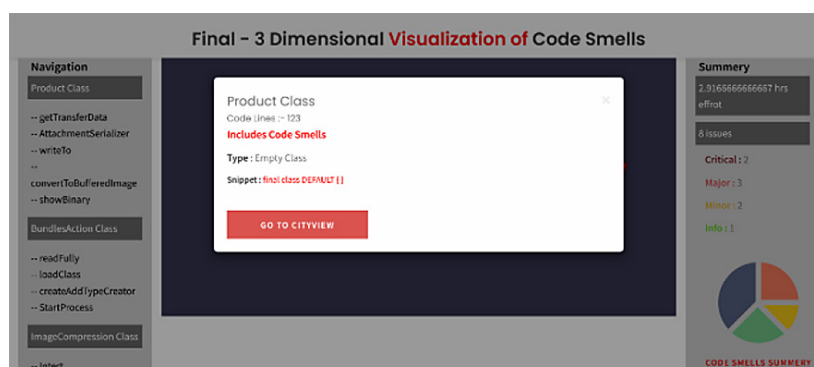 Final - 3 Dimensional Visualization of Code Smells
Navigation
Product Class
-- getTransferData
-- AttachmentSerializer
-- writeTo
--
convertToBufferedImage
-- showBinary
BundlesAction Class
-- readFully
-- loadClass
-- createAddTypeCreator
-- StartProcess
ImageCompression Class
-- Intect
Product Class
×
Code Lines :- 123
Includes Code Smells
Type : Empty Class
Snippet : final class DEFAULT { }
GO TO CITYVIEW
Summery
2.9166666666667 hrs
effrot
8 issues
Critical : 2
Major : 3
Minor : 2
Info : 1
CODE SMELLS SUMMERY